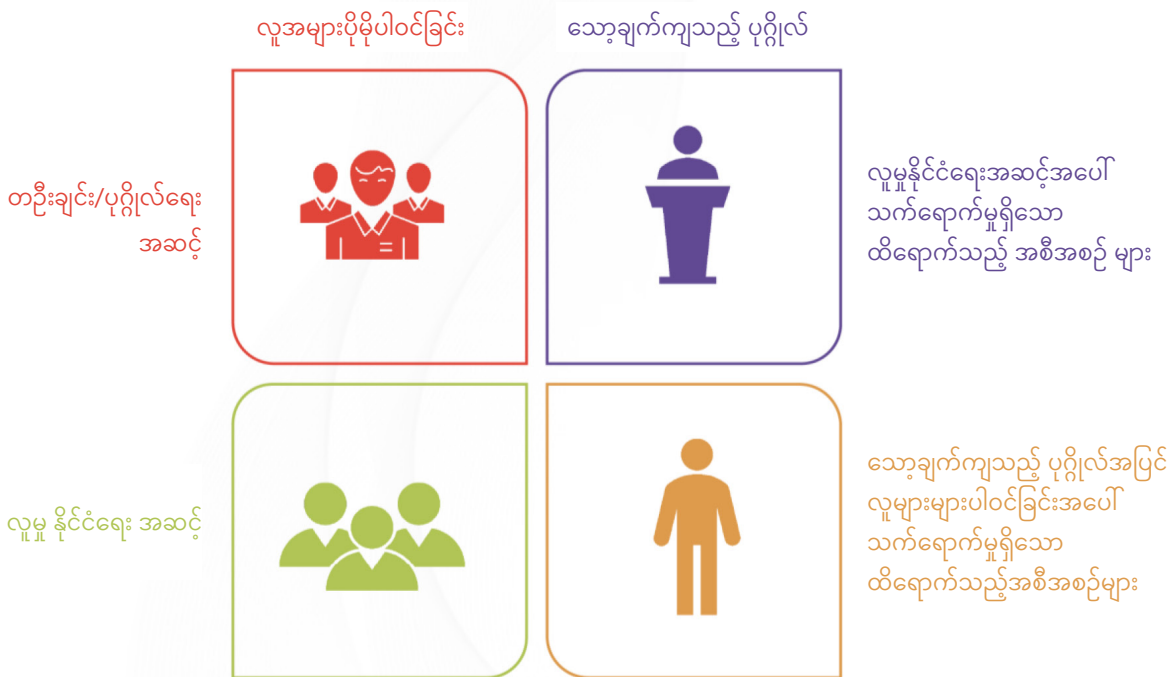 လူအများပိုမိုပါဝင်ခြင်း
သော့ချက်ကျသည့် ပုဂ္ဂိုလ်
တဦးချင်း/ပုဂ္ဂိုလ်ရေး
အဆင့်
လူမှုနိုင်ငံရေးအဆင့်အပေါ်
သက်ရောက်မှုရှိသော
ထိရောက်သည့် အစီအစဉ် များ
လူမှု နိုင်ငံရေး အဆင့်
သော့ချက်ကျသည့် ပုဂ္ဂိုလ်အပြင်
လူများများပါဝင်ခြင်းအပေါ်
သက်ရောက်မှုရှိသော
ထိရောက်သည့်အစီအစဉ်များ